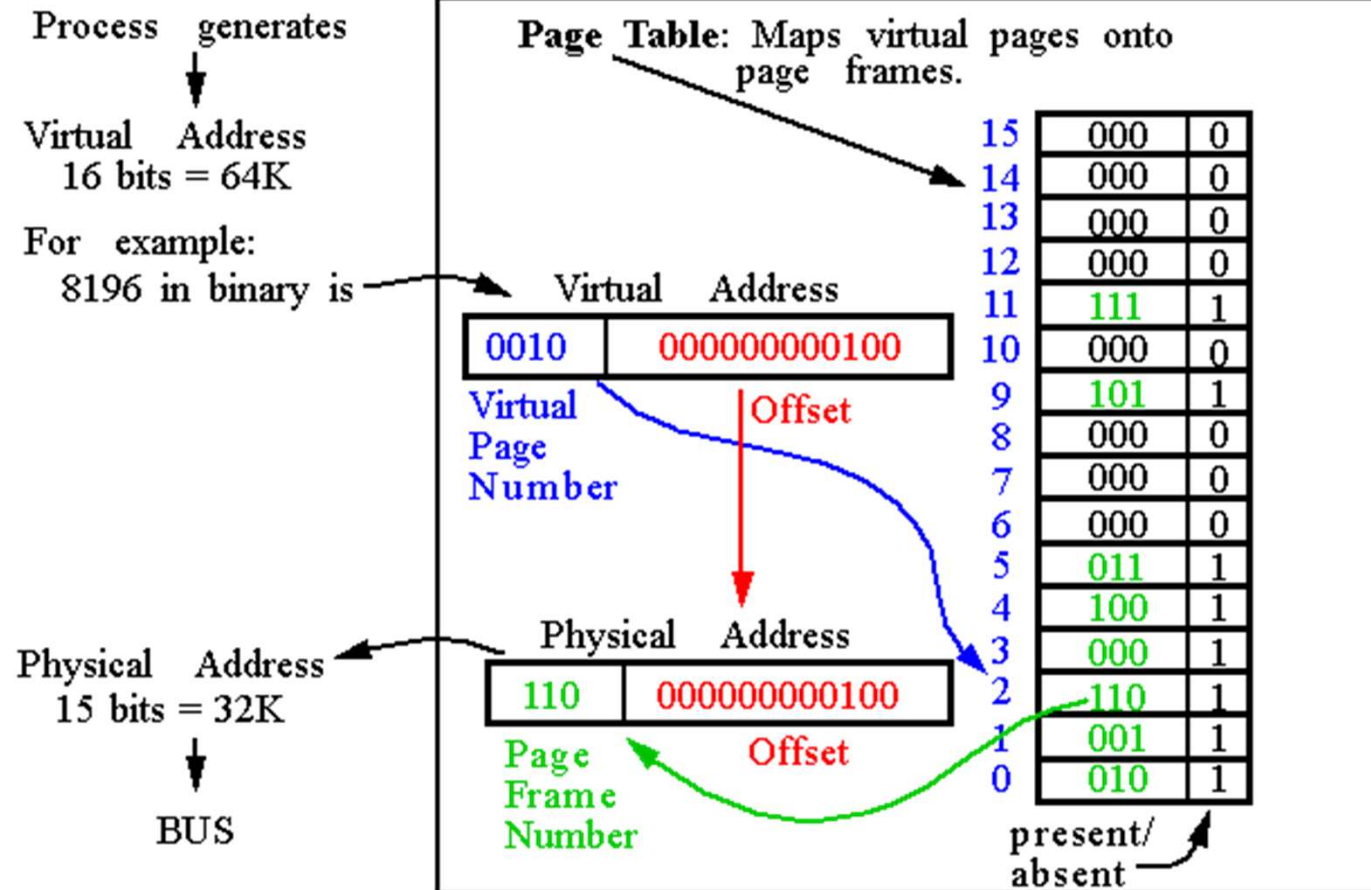 Process generates
Virtual Address
16 bits = 64K
For example:
8196 in binary is
Physical Address
15 bits = 32K
BUS
Page Table: Maps virtual pages onto
page frames.
Virtual Address
0010 000000000100
Virtual
Page
Number
Offset
Physical Address
110 000000000100
Page
Frame
Number
Offset
15 000 0
14 000 0
13 000 0
12 000 0
11 111 1
10 000 0
9 101 1
8 000 0
7 000 0
6 000 0
5 011 1
4 100 1
3 000 1
2 110 1
1 001 1
0 010 1
present/
absent